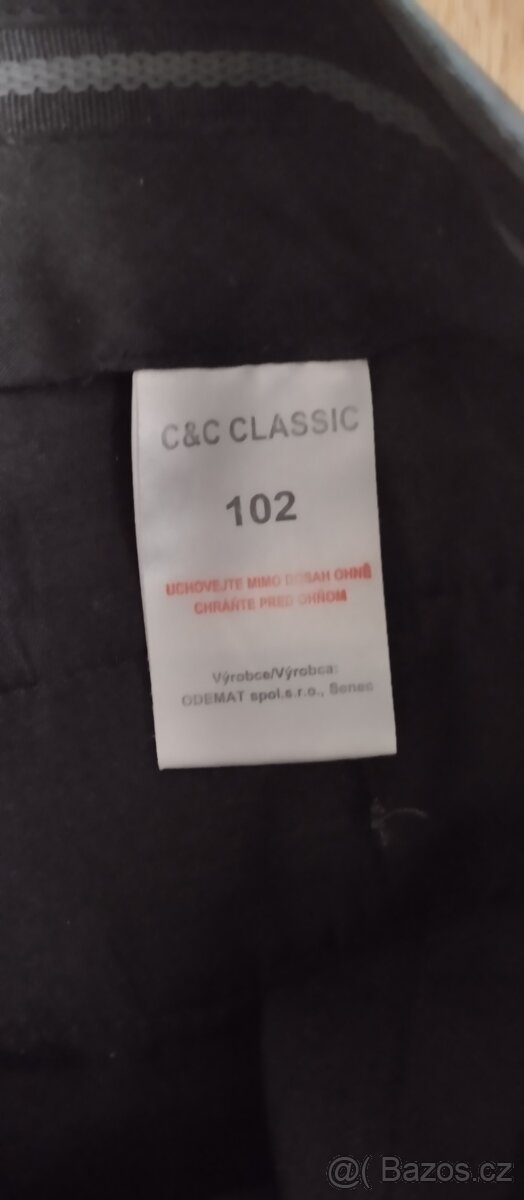 C&C CLASSIC
102
UCHOVEJTE MIMO DOSAH OHNĚ
CHRÁŇTE PRED OHŇOM
Výrobce/Výrobca:
ODEMAT spol.s.r.o., Senec
@( Bazos.cz